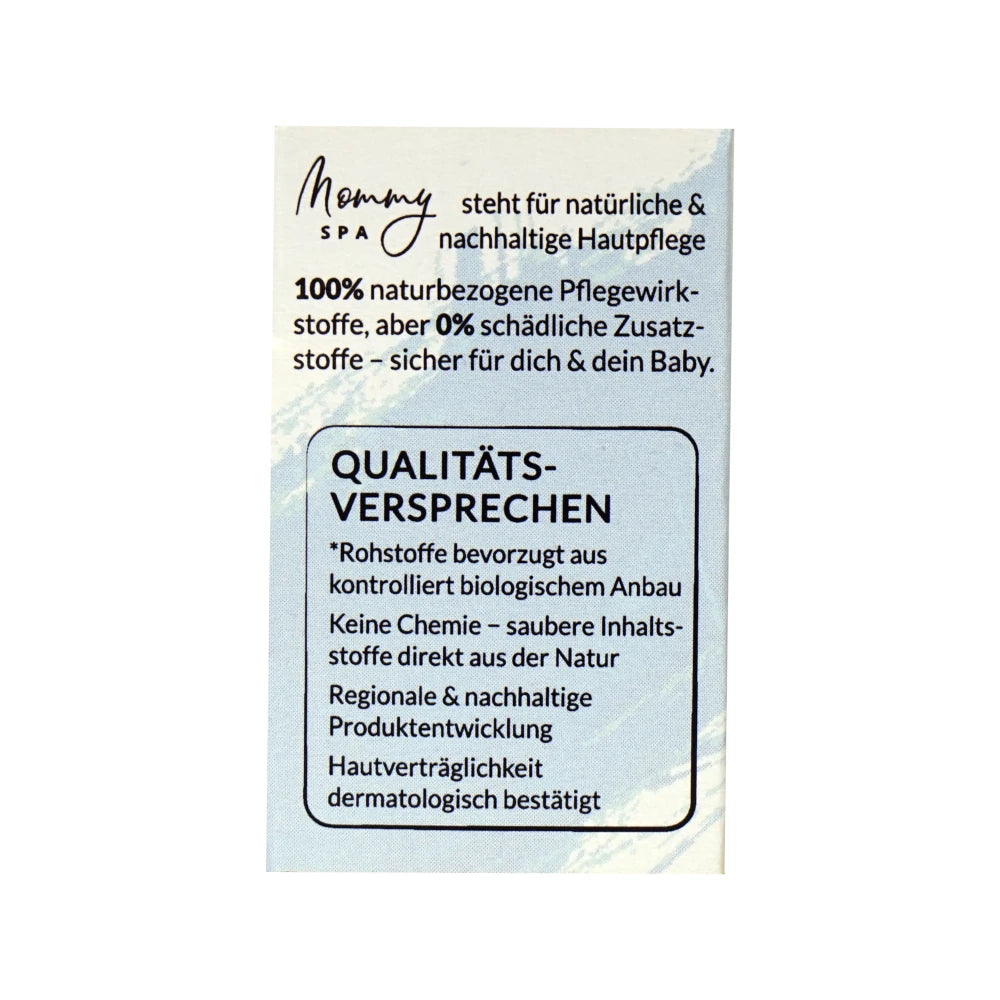 Mommy
SPA
steht für natürliche &
nachhaltige Hautpflege
100% naturbezogene Pflegewirk-
stoffe, aber 0% schädliche Zusatz-
stoffe – sicher für dich & dein Baby.
QUALITÄTS-
VERSPRECHEN
*Rohstoffe bevorzugt aus
kontrolliert biologischem Anbau
Keine Chemie – saubere Inhalts-
stoffe direkt aus der Natur
Regionale & nachhaltige
Produktentwicklung
Hautverträglichkeit
dermatologisch bestätigt